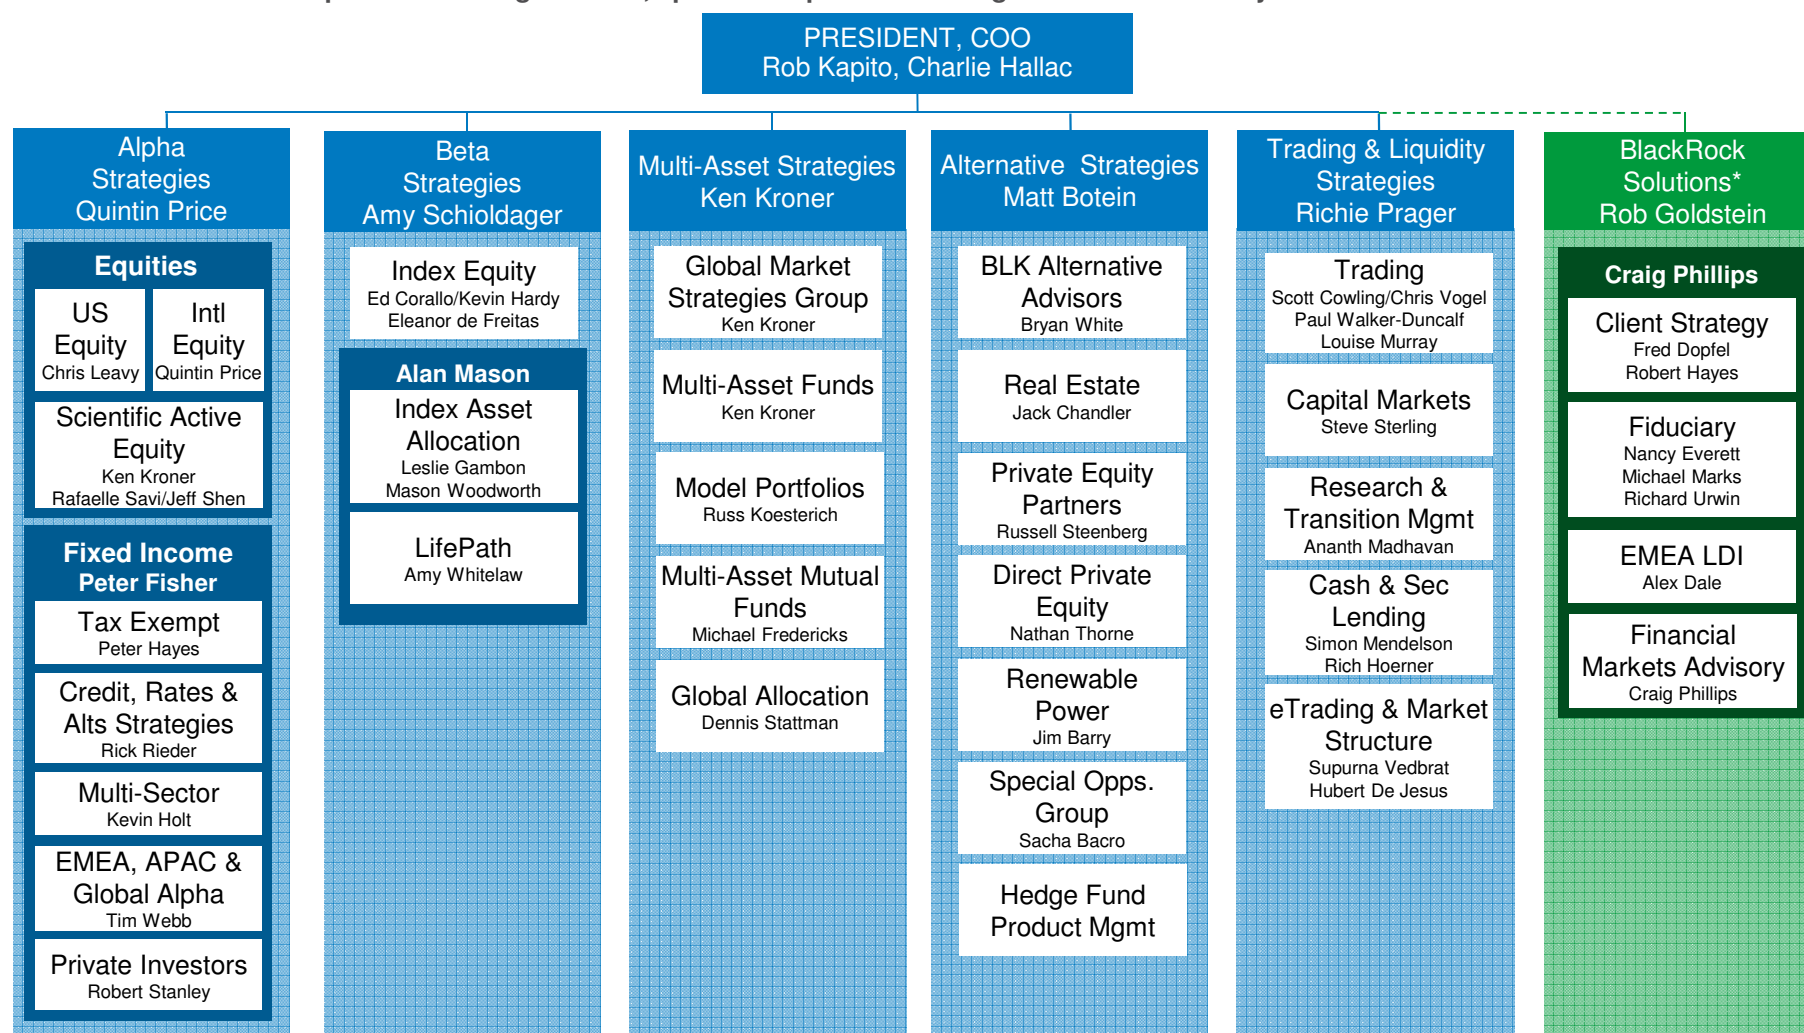 PRESIDENT, COO
Rob Kapito, Charlie Hallac
Alpha
Strategies
Quintin Price
Equities
US
Equity
Chris Leavy
Intl
Equity
Quintin Price
Scientific Active
Equity
Ken Kroner
Rafaelle Savi/Jeff Shen
Fixed Income
Peter Fisher
Tax Exempt
Peter Hayes
Credit, Rates &
Alts Strategies
Rick Rieder
Multi-Sector
Kevin Holt
EMEA, APAC &
Global Alpha
Tim Webb
Private Investors
Robert Stanley
Beta
Strategies
Amy Schioldager
Index Equity
Ed Corallo/Kevin Hardy
Eleanor de Freitas
Alan Mason
Index Asset
Allocation
Leslie Gambon
Mason Woodworth
LifePath
Amy Whitelaw
Multi-Asset Strategies
Ken Kroner
Global Market
Strategies Group
Ken Kroner
Multi-Asset Funds
Ken Kroner
Model Portfolios
Russ Koesterich
Multi-Asset Mutual
Funds
Michael Fredericks
Global Allocation
Dennis Stattman
Alternative Strategies
Matt Botein
BLK Alternative
Advisors
Bryan White
Real Estate
Jack Chandler
Private Equity
Partners
Russell Steenberg
Direct Private
Equity
Nathan Thorne
Renewable
Power
Jim Barry
Special Opps.
Group
Sacha Bacro
Hedge Fund
Product Mgmt
Trading & Liquidity
Strategies
Richie Prager
Trading
Scott Cowling/Chris Vogel
Paul Walker-Duncalf
Louise Murray
Capital Markets
Steve Sterling
Research &
Transition Mgmt
Ananth Madhavan
Cash & Sec
Lending
Simon Mendelson
Rich Hoerner
eTrading & Market
Structure
Supurna Vedbrat
Hubert De Jesus
BlackRock
Solutions*
Rob Goldstein
Craig Phillips
Client Strategy
Fred Dopfel
Robert Hayes
Fiduciary
Nancy Everett
Michael Marks
Richard Urwin
EMEA LDI
Alex Dale
Financial
Markets Advisory
Craig Phillips